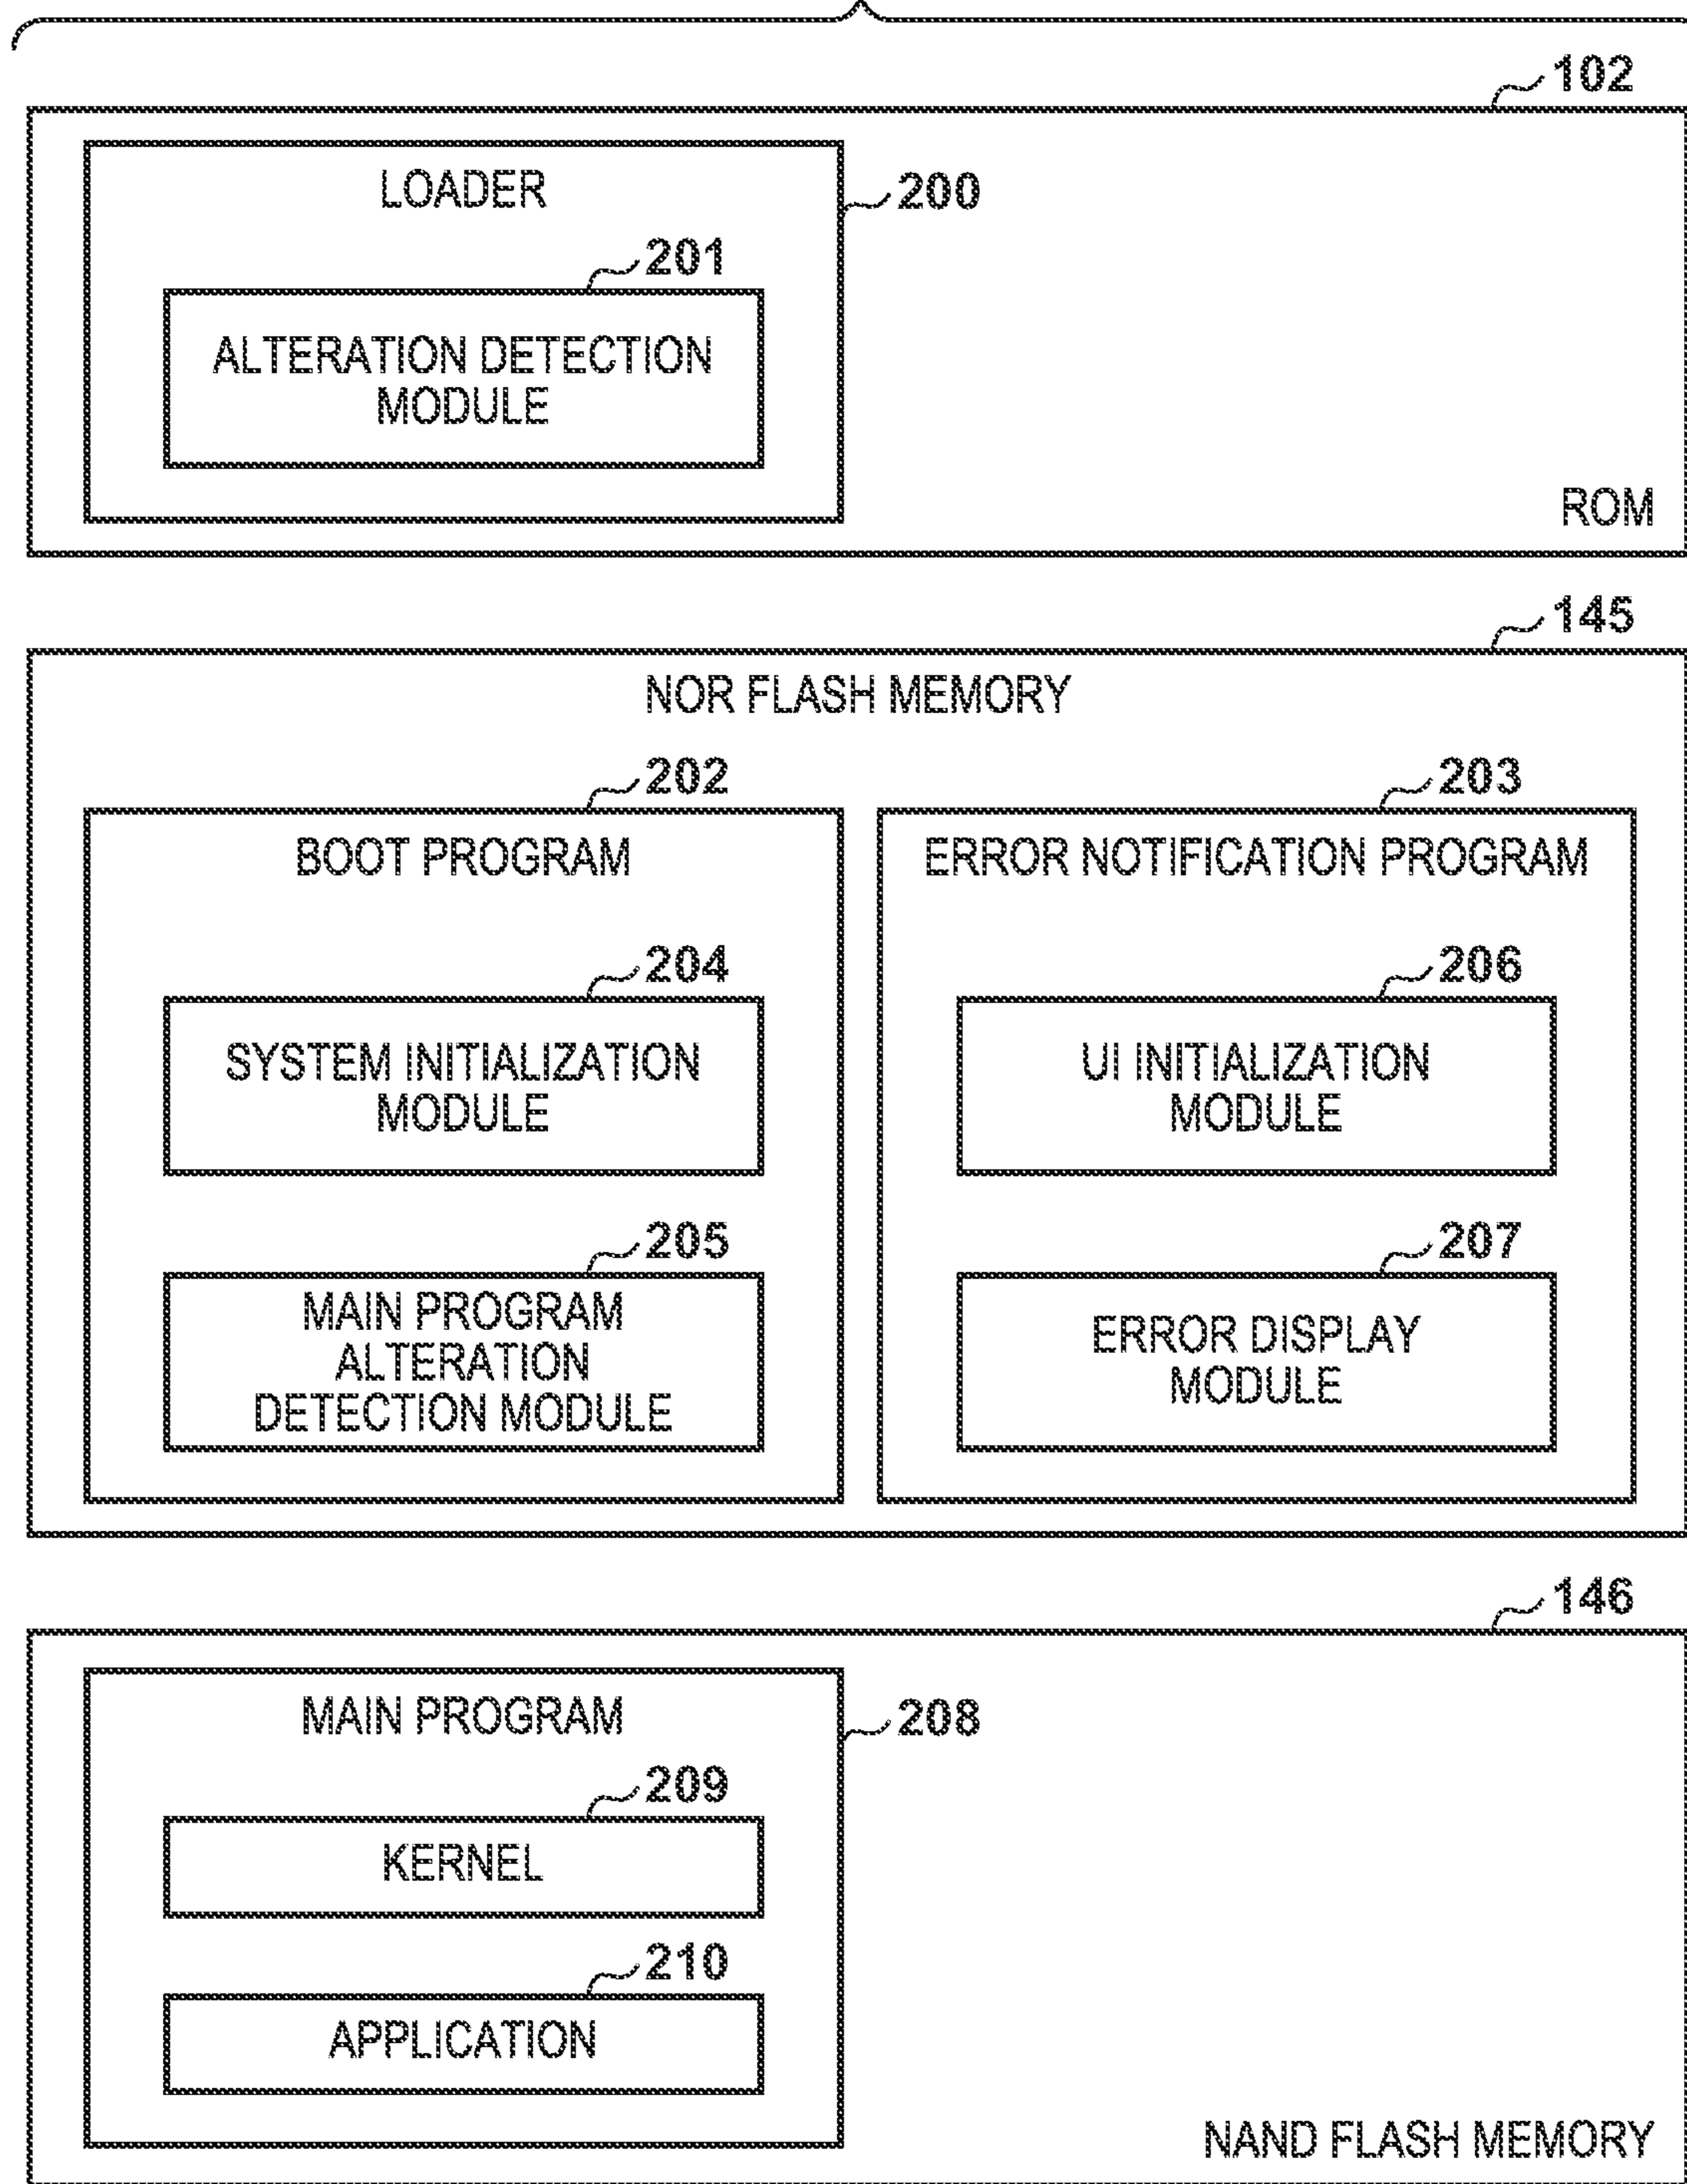 102
LOADER
200
201
ALTERATION DETECTION
MODULE
ROM
145
NOR FLASH MEMORY
202
203
BOOT PROGRAM
ERROR NOTIFICATION PROGRAM
204
206
SYSTEM INITIALIZATION
MODULE
UI INITIALIZATION
MODULE
205
207
MAIN PROGRAM
ALTERATION
DETECTION MODULE
ERROR DISPLAY
MODULE
146
MAIN PROGRAM
208
209
KERNEL
210
APPLICATION
NAND FLASH MEMORY